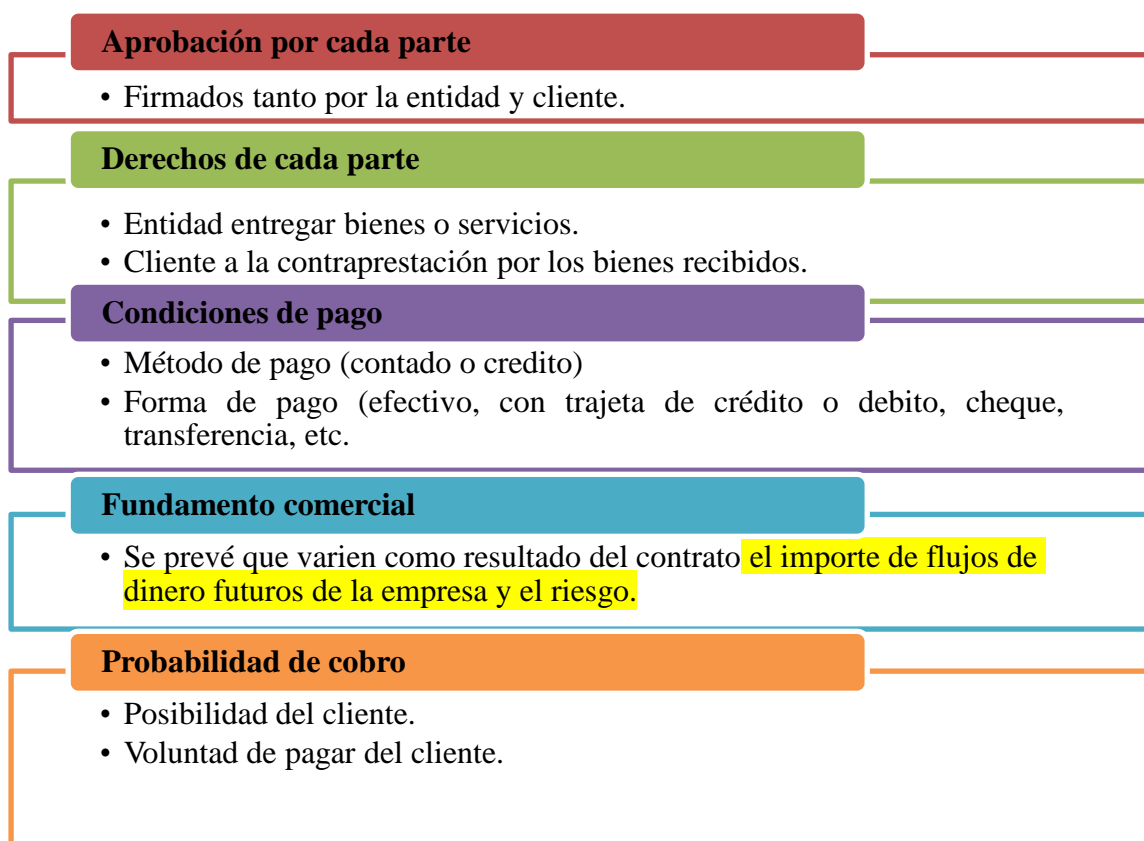 Aprobación por cada parte
• Firmados tanto por la entidad y cliente.
Derechos de cada parte
• Entidad entregar bienes o servicios.
• Cliente a la contraprestación por los bienes recibidos.
Condiciones de pago
• Método de pago (contado o credito)
• Forma de pago (efectivo, con trajeta de crédito o debito, cheque,
transferencia, etc.
Fundamento comercial
• Se prevé que varien como resultado del contrato el importe de flujos de
dinero futuros de la empresa y el riesgo.
Probabilidad de cobro
• Posibilidad del cliente.
• Voluntad de pagar del cliente.